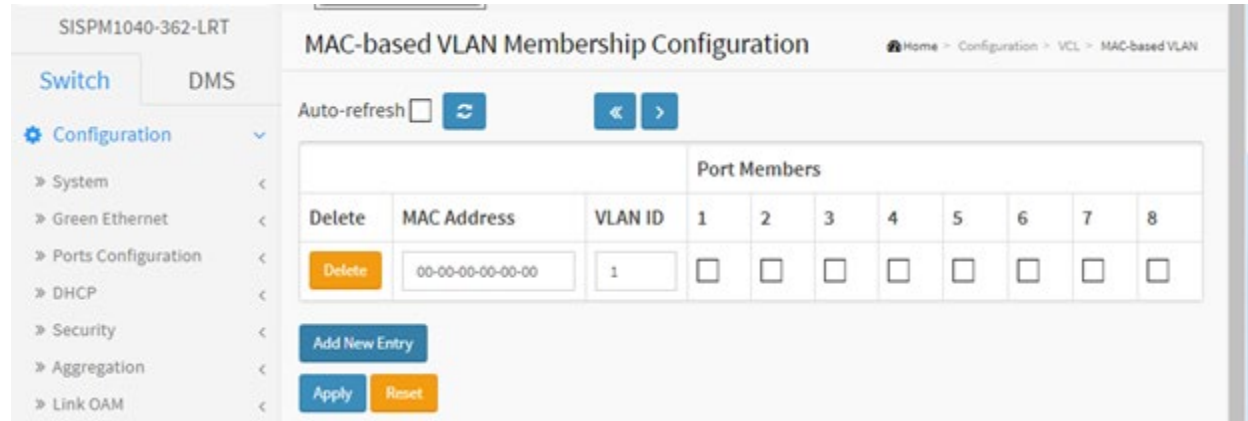 SISPM1040-362-LRT
Switch DMS
Configuration
» System
» Green Ethernet
» Ports Configuration
» DHCP
» Security
» Aggregation
» Link OAM
MAC-based VLAN Membership Configuration
Home > Configuration > VCL > MAC-based VLAN
Auto-refresh
Port Members
Delete MAC Address VLAN ID 1 2 3 4 5 6 7 8
Delete 00-00-00-00-00-00 1
Add New Entry
Apply Reset